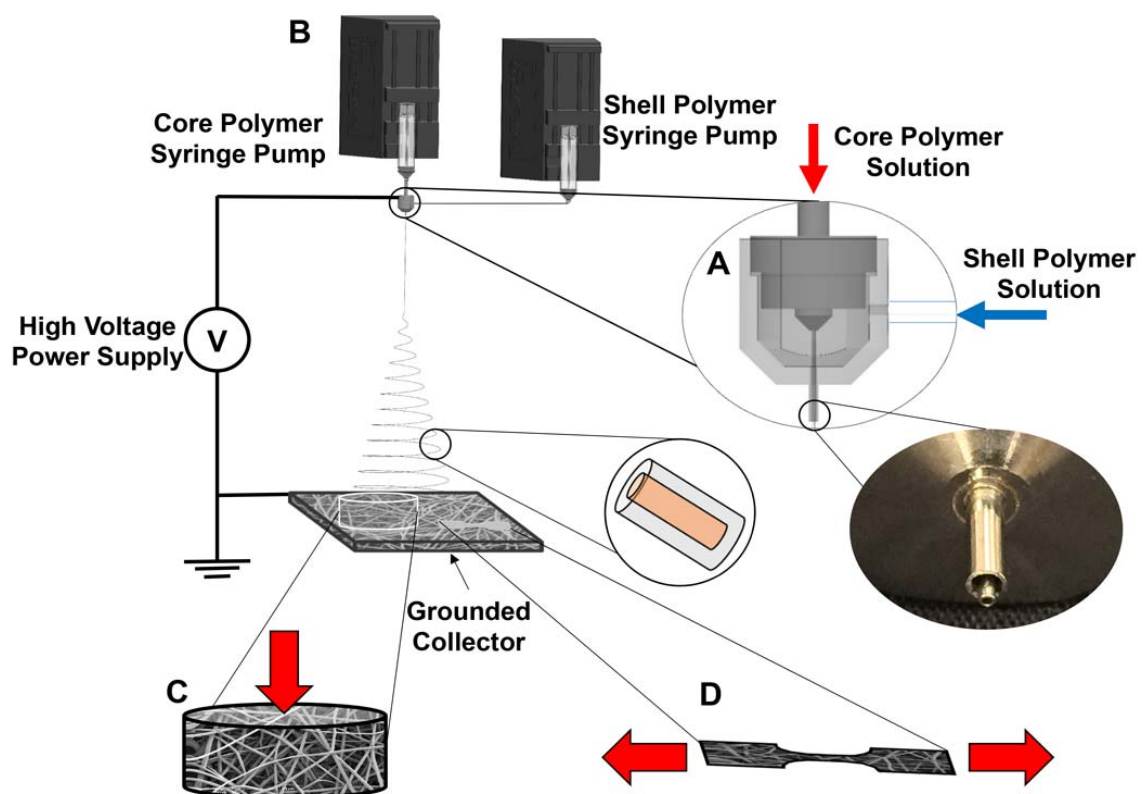 B
Core Polymer
Syringe Pump
Shell Polymer
Syringe Pump
Core Polymer
Solution
A
Shell Polymer
Solution
High Voltage
Power Supply
V
Grounded
Collector
C
D